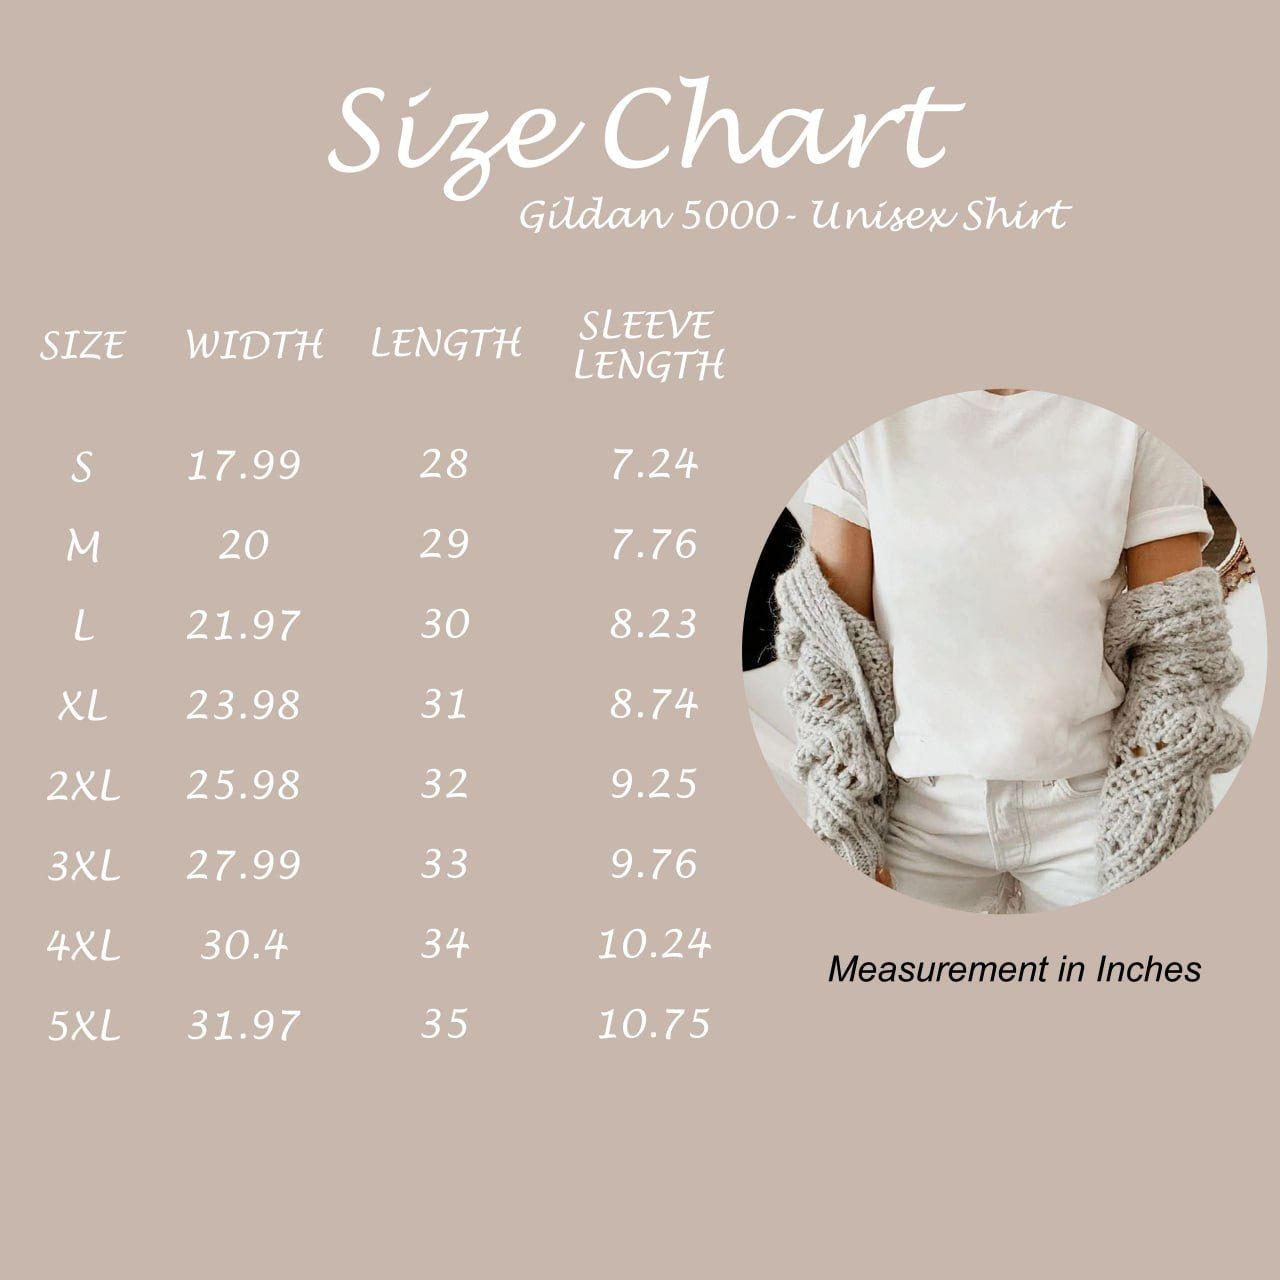 Size Chart
Gildan 5000- Unisex Shirt
SIZE WIDTH LENGTH SLEEVE LENGTH
S 17.99 28 7.24
M 20 29 7.76
L 21.97 30 8.23
XL 23.98 31 8.74
2XL 25.98 32 9.25
3XL 27.99 33 9.76
4XL 30.4 34 10.24
5XL 31.97 35 10.75
Measurement in Inches